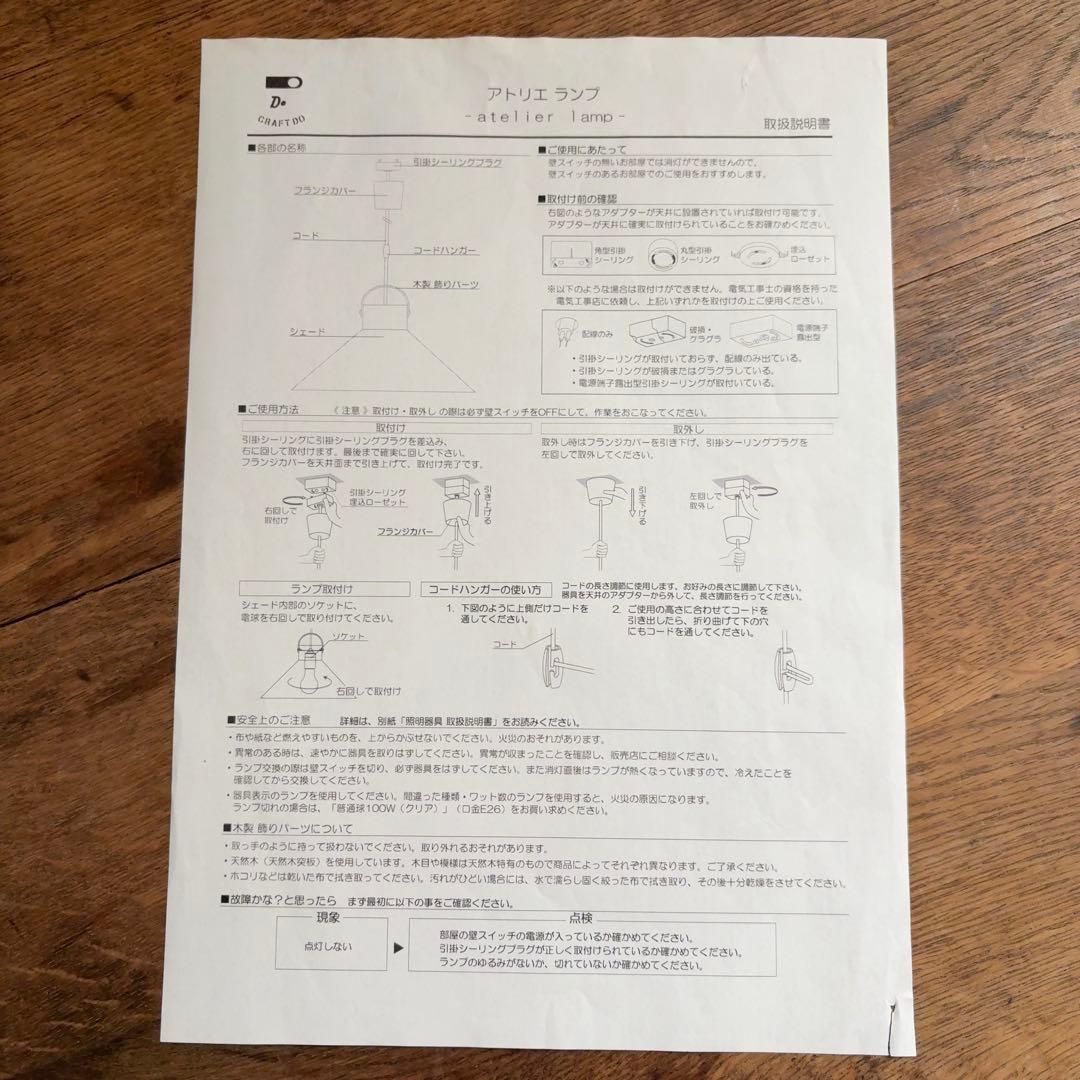 D.
CRAFT DO
アトリエ ランプ
- atelier lamp -
取扱説明書
■各部の名称
引掛シーリングプラグ
フランジカバー
コード
コードハンガー
木製 飾りパーツ
シェード
■ご使用にあたって
壁スイッチの無いお部屋では消灯ができませんので、
壁スイッチのあるお部屋でのご使用をおすすめします。
■取付け前の確認
右図のようなアダプターが天井に設置されていれば取付け可能です。
アダプターが天井に確実に取付けられていることをお確かめください。
角型引掛
シーリング
丸型引掛
シーリング
埋込
ローゼット
※以下のような場合は取付けができません。電気工事士の資格を持った
電気工事店に依頼し、上記いずれかを取付けの上ご使用ください。
配線のみ
破損・
グラグラ
電源端子
露出型
・引掛シーリングが取付いておらず、配線のみ出ている。
・引掛シーリングが破損またはグラグラしている。
・電源端子露出型引掛シーリングが取付いている。
■ご使用方法 《 注意 》取付け・取外し の際は必ず壁スイッチをOFFにして、作業をおこなってください。
取付け
引掛シーリングに引掛シーリングプラグを差込み、
右に回して取付けます。最後まで確実に回して下さい。
フランジカバーを天井面まで引き上げて、取付け完了です。
右回しで
取付け
引掛シーリング
埋込ローゼット
フランジカバー
引き上げる
取外し
取外し時はフランジカバーを引き下げ、引掛シーリングプラグを
左回しで取外してください。
引き下げる
左回しで
取外し
ランプ取付け
シェード内部のソケットに、
電球を右回しで取り付けてください。
ソケット
右回しで取付け
コードハンガーの使い方
コードの長さ調節に使用します。お好みの長さに調節して下さい。
器具を天井のアダプターから外して、長さ調節を行ってください。
1. 下図のように上側だけコードを
通してください。
コード
2. ご使用の高さに合わせてコードを
引き出したら、折り曲げて下の穴
にもコードを通してください。
■安全上のご注意 詳細は、別紙「照明器具 取扱説明書」をお読みください。
・布や紙など燃えやすいものを、上からかぶせないでください。火災のおそれがあります。
・異常のある時は、速やかに器具を取りはずしてください。異常が収まったことを確認し、販売店にご相談ください。
・ランプ交換の際は壁スイッチを切り、必ず器具をはずしてください。また消灯直後はランプが熱くなっていますので、冷えたことを
確認してから交換してください。
・器具表示のランプを使用してください。間違った種類・ワット数のランプを使用すると、火災の原因になります。
ランプ切れの場合は、「普通球100W（クリア）」（口金E26）をお買い求めください。
■木製 飾りパーツについて
・取っ手のように持って扱わないでください。取り外れるおそれがあります。
・天然木（天然木突板）を使用しています。木目や模様は天然木特有のもので商品によってそれぞれ異なります。ご了承ください。
・ホコリなどは乾いた布で拭き取ってください。汚れがひどい場合には、水で濡らし固く絞った布で拭き取り、その後十分乾燥をさせてください。
■故障かな？と思ったら まず最初に以下の事をご確認ください。
現象
点灯しない
点検
部屋の壁スイッチの電源が入っているか確かめてください。
引掛シーリングプラグが正しく取付けられているか確かめてください。
ランプのゆるみがないか、切れていないか確かめてください。